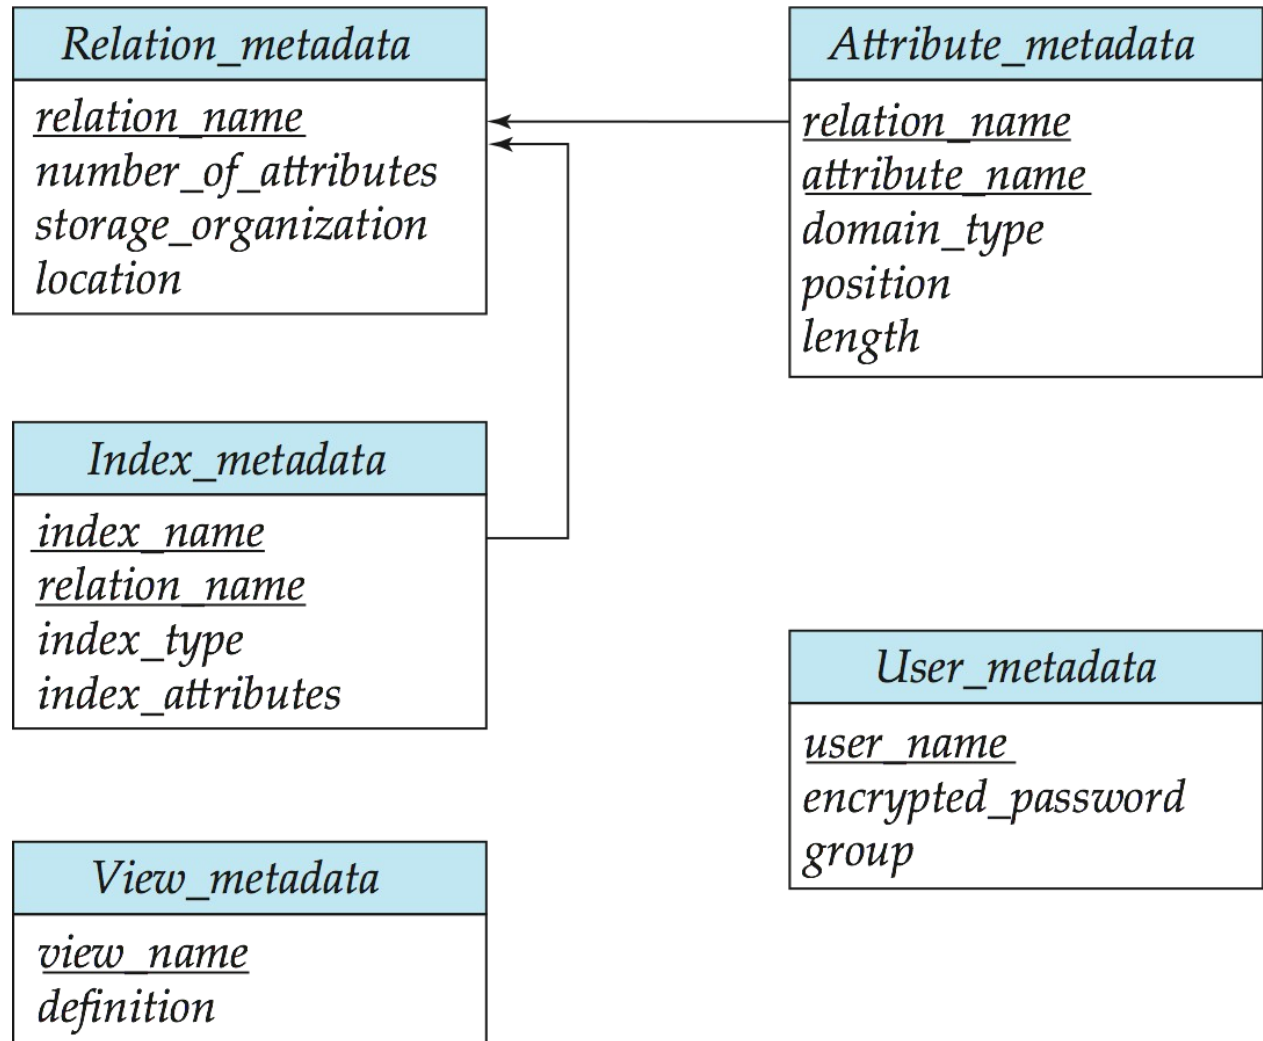 Relation_metadata
relation_name
number_of_attributes
storage_organization
location
Attribute_metadata
relation_name
attribute_name
domain_type
position
length
Index_metadata
index_name
relation_name
index_type
index_attributes
User_metadata
user_name
encrypted_password
group
View_metadata
view_name
definition